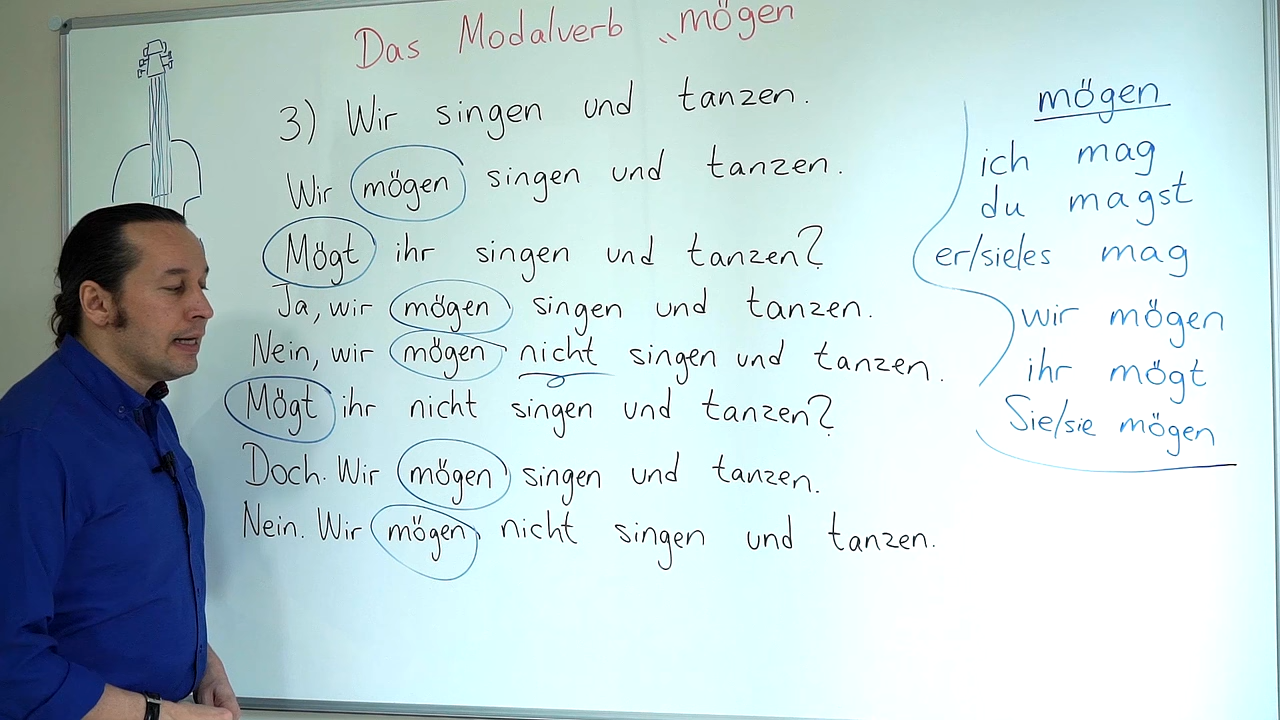 Das Modalverb „mögen
3) Wir singen und tanzen.
Wir mögen singen und tanzen.
Mögt ihr singen und tanzen?
Ja, wir mögen singen und tanzen.
Nein, wir mögen nicht singen und tanzen.
Mögt ihr nicht singen und tanzen?
Doch. Wir mögen singen und tanzen.
Nein. Wir mögen nicht singen und tanzen.
mögen
ich mag
du magst
er/sie/es mag
wir mögen
ihr mögt
Sie/sie mögen